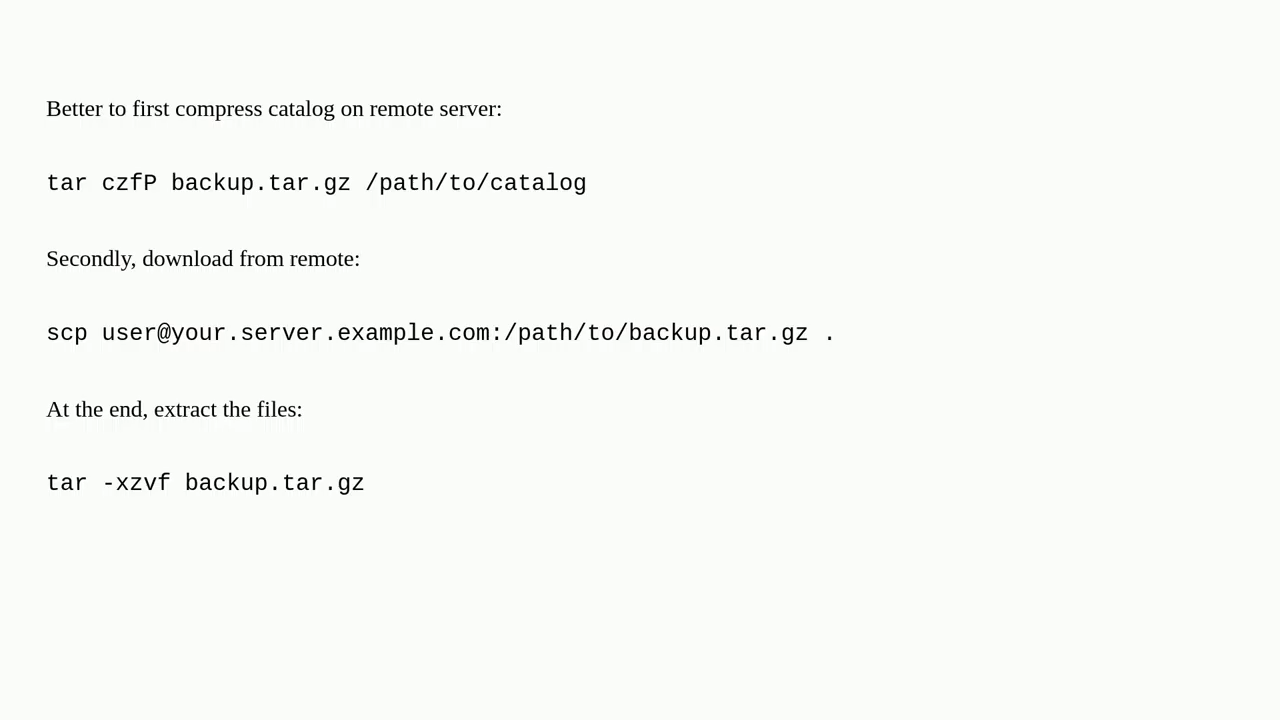 Better to first compress catalog on remote server:
tar czfP backup.tar.gz /path/to/catalog
Secondly, download from remote:
scp user@your.server.example.com:/path/to/backup.tar.gz .
At the end, extract the files:
tar -xzvf backup.tar.gz